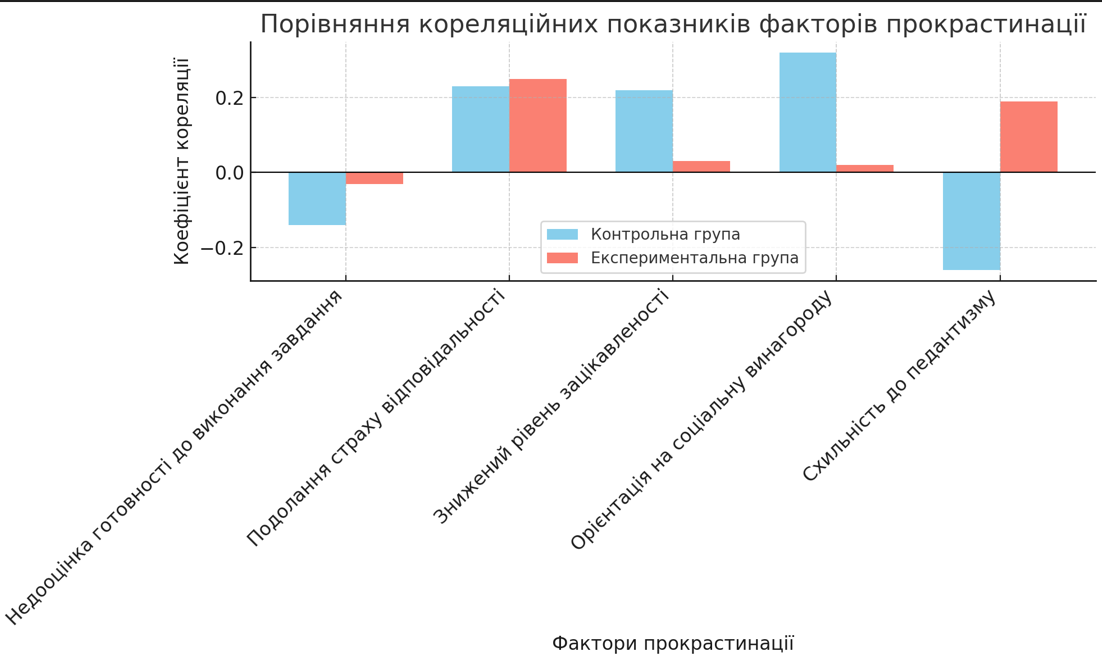 Порівняння кореляційних показників факторів прокрастинації
Коефіцієнт кореляції
0.2
0.0
−0.2
Контрольна група
Експериментальна група
Недооцінка готовності до виконання завдання
Подолання страху відповідальності
Знижений рівень зацікавленості
Орієнтація на соціальну винагороду
Схильність до педантизму
Фактори прокрастинації